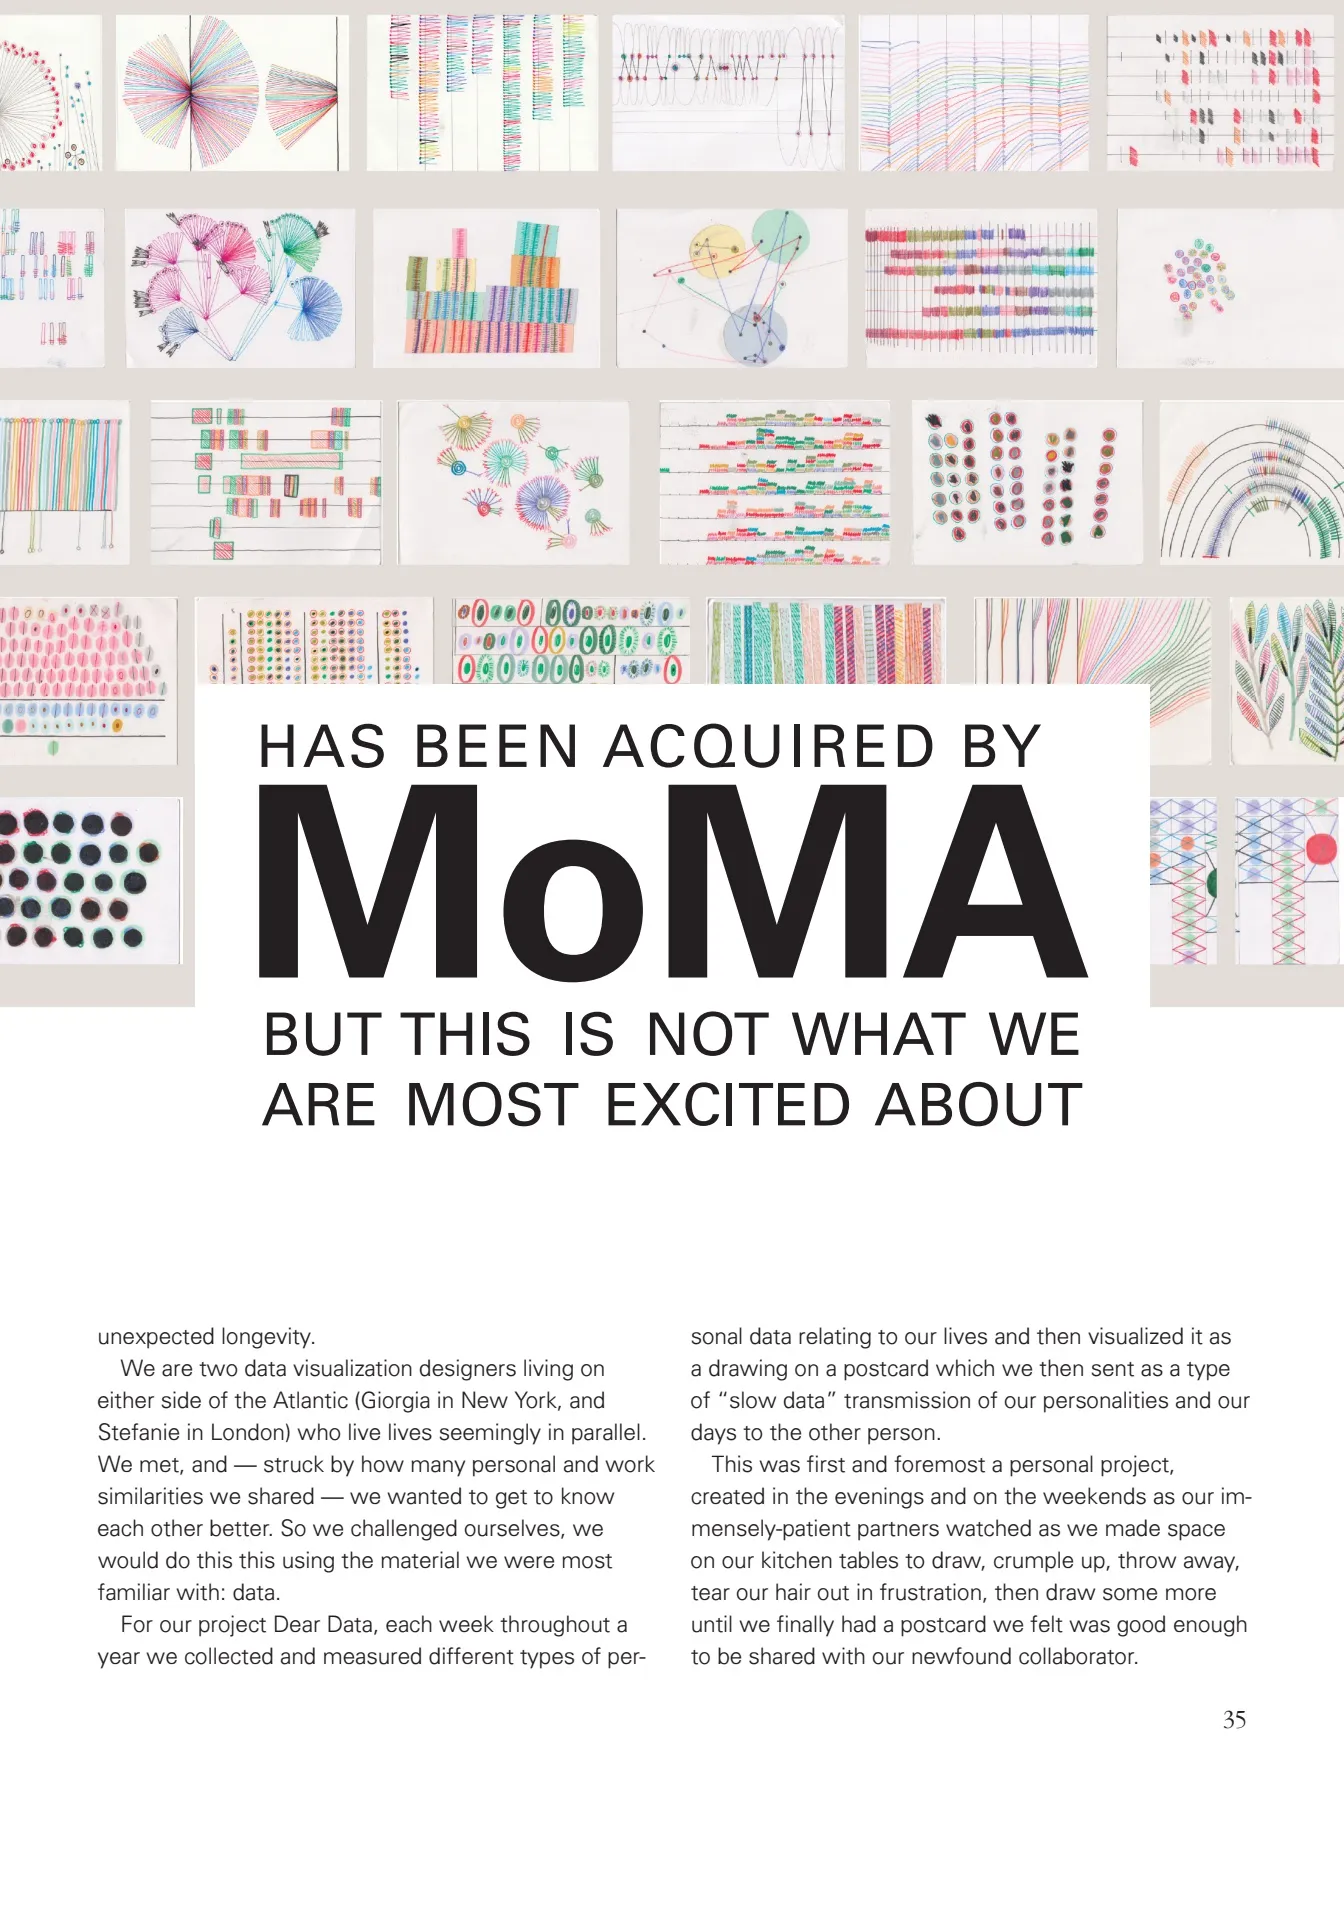 HAS BEEN ACQUIRED BY
MoMA
BUT THIS IS NOT WHAT WE
ARE MOST EXCITED ABOUT
unexpected longevity.
We are two data visualization designers living on
either side of the Atlantic (Giorgia in New York, and
Stefanie in London) who live lives seemingly in parallel.
We met, and — struck by how many personal and work
similarities we shared — we wanted to get to know
each other better. So we challenged ourselves, we
would do this this using the material we were most
familiar with: data.
For our project Dear Data, each week throughout a
year we collected and measured different types of per-
sonal data relating to our lives and then visualized it as
a drawing on a postcard which we then sent as a type
of “slow data” transmission of our personalities and our
days to the other person.
This was first and foremost a personal project,
created in the evenings and on the weekends as our im-
mensely-patient partners watched as we made space
on our kitchen tables to draw, crumple up, throw away,
tear our hair out in frustration, then draw some more
until we finally had a postcard we felt was good enough
to be shared with our newfound collaborator.
35